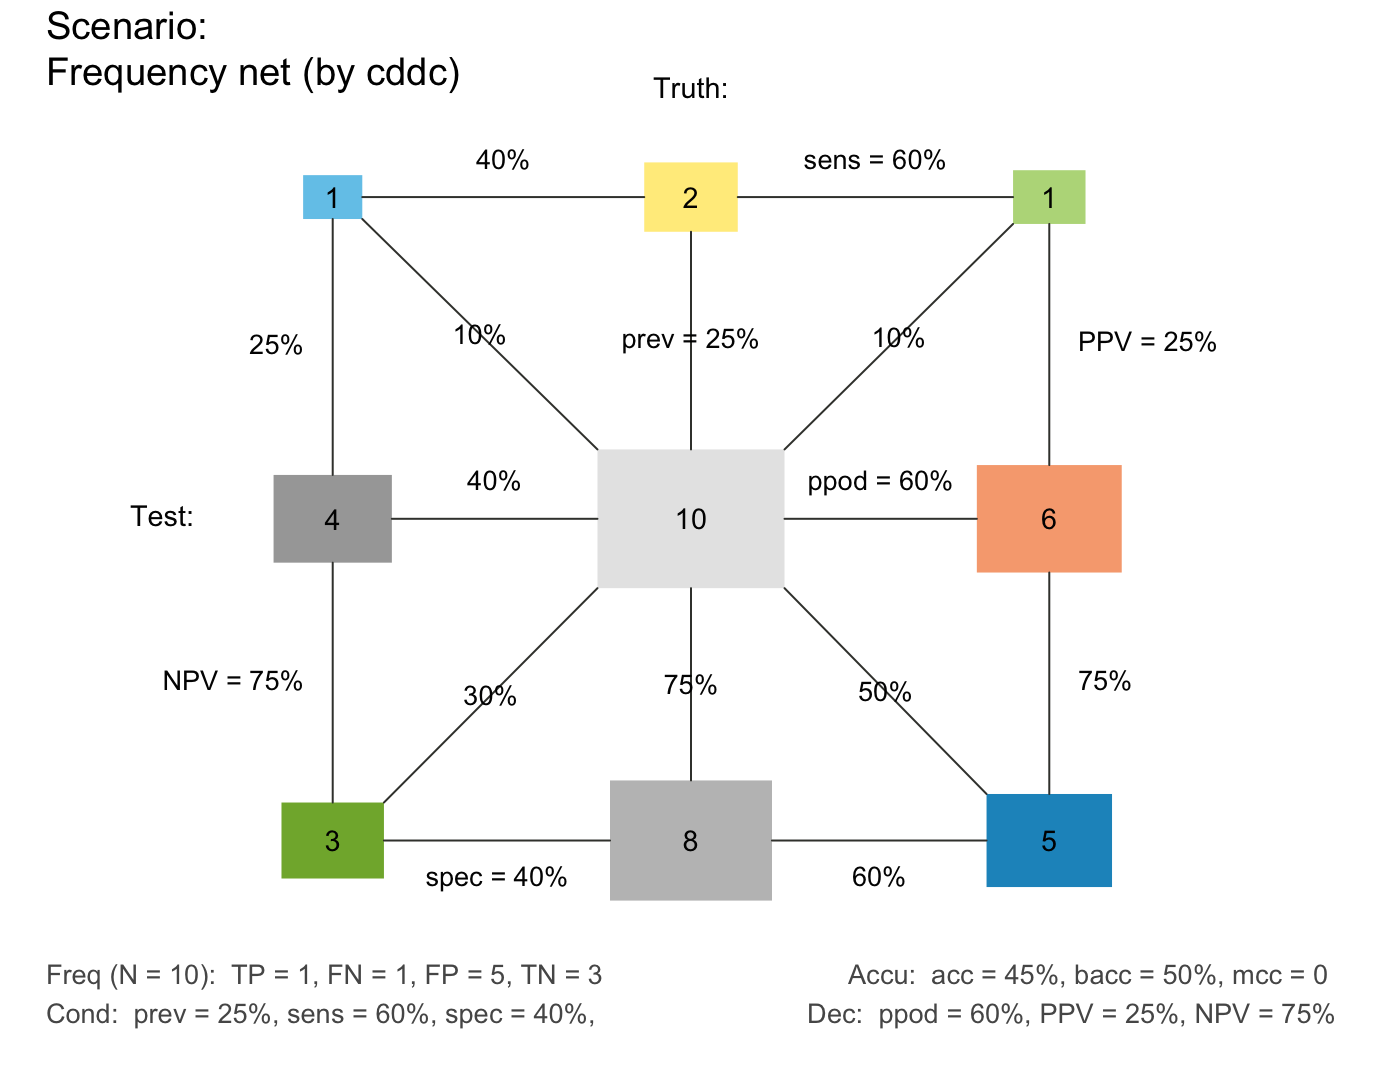 Scenario:
Frequency net (by cddc)
Truth:
40%
sens = 60%
1
2
1
25%
10%
prev = 25%
10%
PPV = 25%
40%
ppod = 60%
Test:
4
10
6
NPV = 75%
30%
75%
50%
75%
3
8
5
spec = 40%
60%
Freq (N = 10):  TP = 1, FN = 1, FP = 5, TN = 3
Accu:  acc = 45%, bacc = 50%, mcc = 0
Cond:  prev = 25%, sens = 60%, spec = 40%,
Dec:  ppod = 60%, PPV = 25%, NPV = 75%